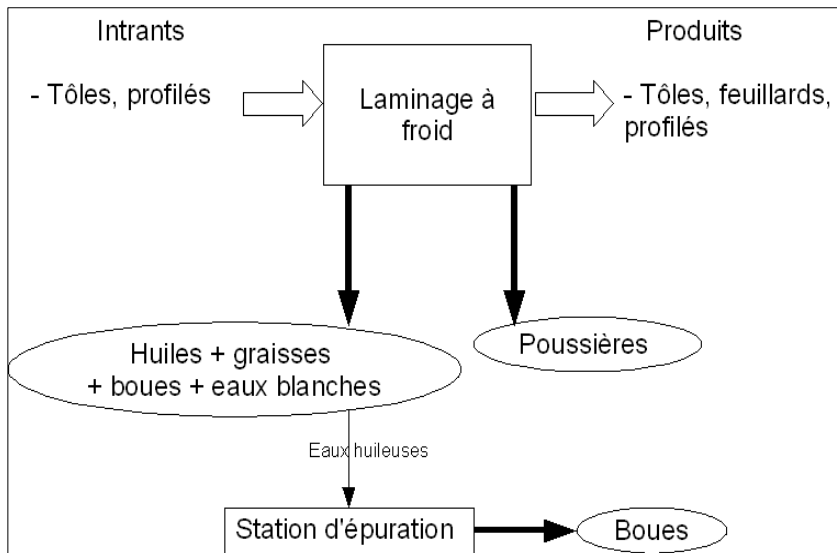 Intrants
Produits
- Tôles, profilés
Laminage à
froid
- Tôles, feuillards,
profilés
Huiles + graisses
+ boues + eaux blanches
Poussières
Eaux huileuses
Station d'épuration
Boues